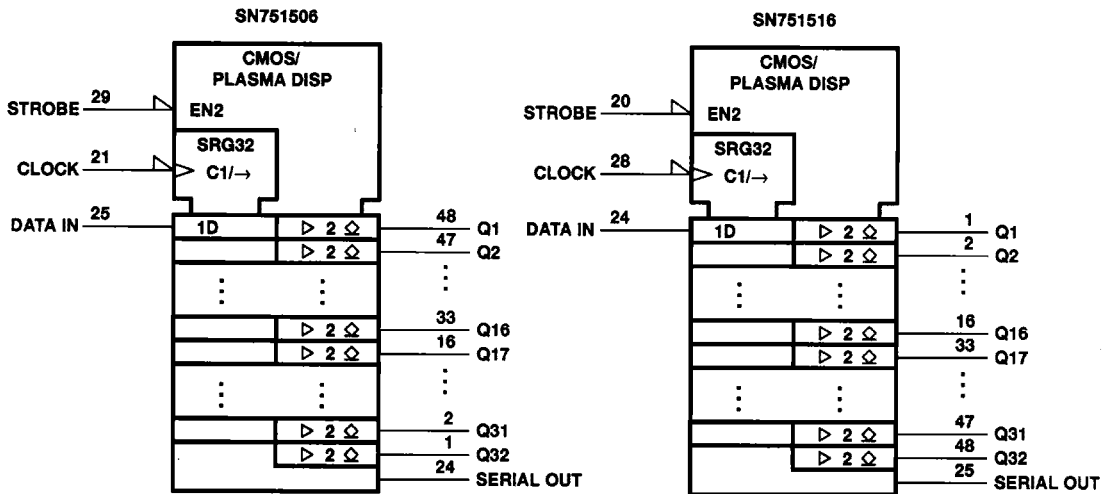 SN751506
CMOS/
PLASMA DISP
STROBE 29 EN2
SRG32
CLOCK 21 C1/→
DATA IN 25 1D ▷ 2 ◇ 48 Q1
▷ 2 ◇ 47 Q2
▷ 2 ◇ 33 Q16
▷ 2 ◇ 16 Q17
▷ 2 ◇ 2 Q31
▷ 2 ◇ 1 Q32
24 SERIAL OUT
SN751516
CMOS/
PLASMA DISP
STROBE 20 EN2
SRG32
CLOCK 28 C1/→
DATA IN 24 1D ▷ 2 ◇ 1 Q1
▷ 2 ◇ 2 Q2
▷ 2 ◇ 16 Q16
▷ 2 ◇ 33 Q17
▷ 2 ◇ 47 Q31
▷ 2 ◇ 48 Q32
25 SERIAL OUT